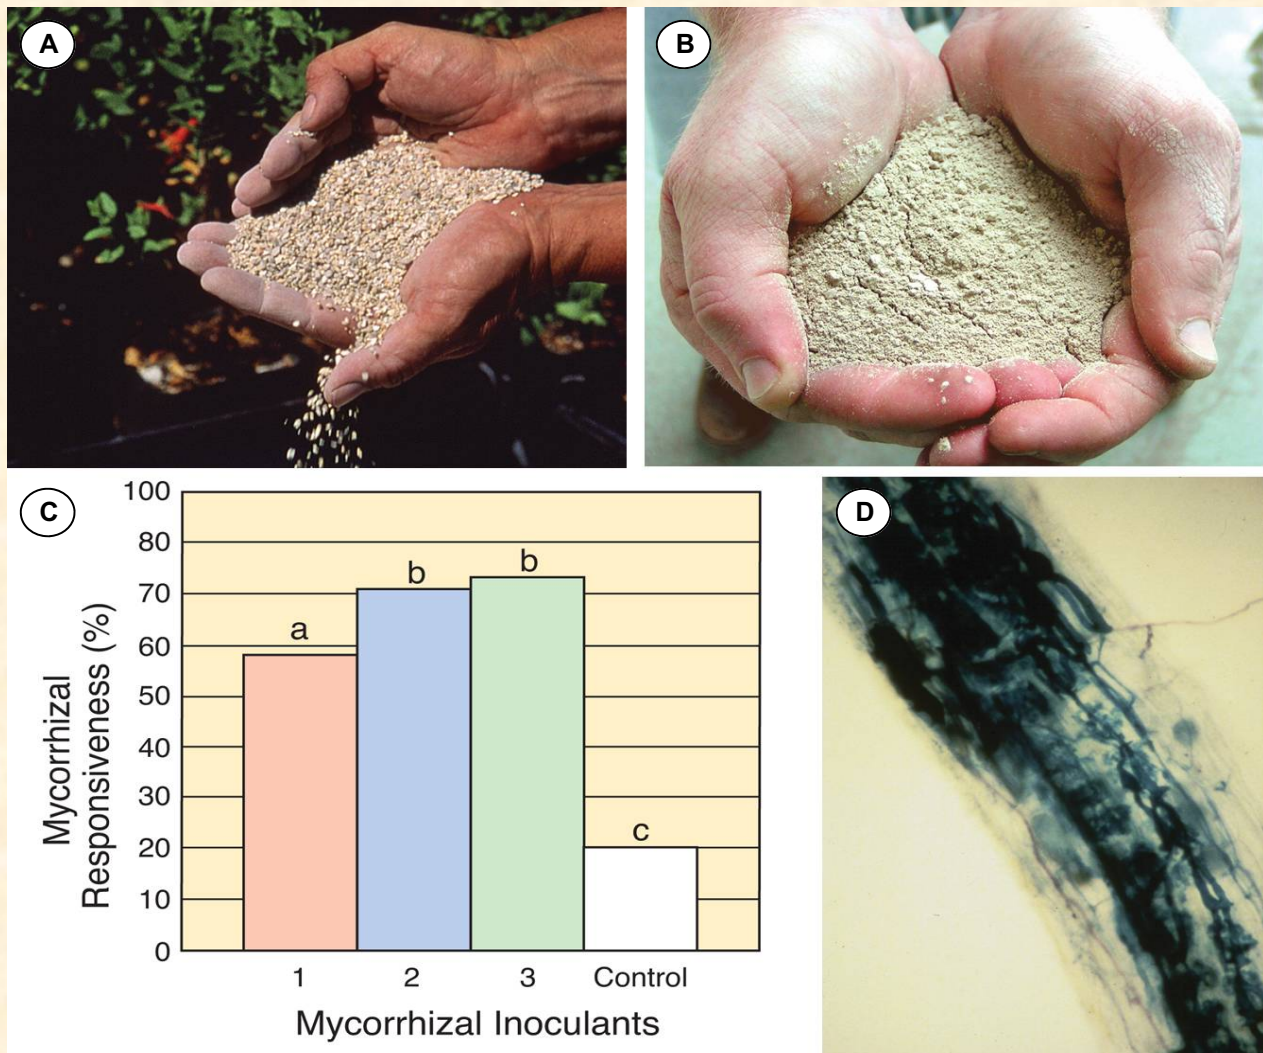 A
B
C
100
80
70
60
50
40
30
20
10
0
Mycorrhizal
Responsiveness (%)
a
b
b
c
1 2 3 Control
Mycorrhizal Inoculants
D